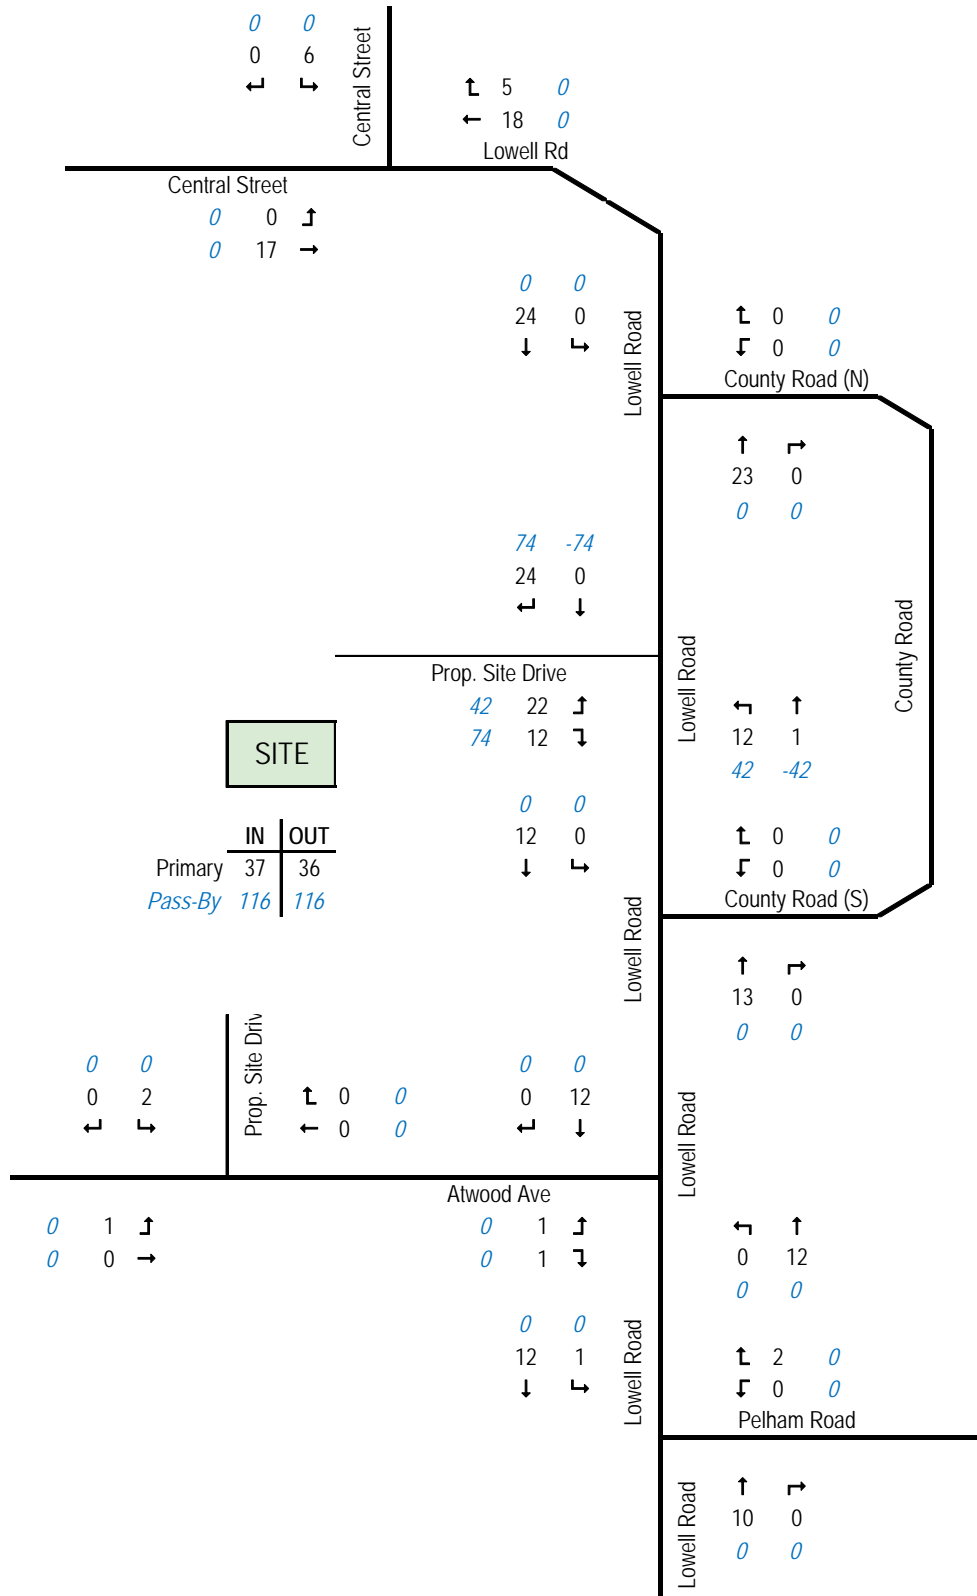 0 0
0 6
Central Street
5 0
18 0
Lowell Rd
Central Street
0 0
0 17
0 0
24 0
Lowell Road
0 0
0 0
County Road (N)
23 0
0 0
74 -74
24 0
County Road
Prop. Site Drive
Lowell Road
42 22
74 12
12 1
42 -42
SITE
IN OUT
Primary 37 36
Pass-By 116 116
0 0
12 0
0 0
0 0
County Road (S)
Lowell Road
13 0
0 0
Prop. Site Driv
0 0
0 2
0 0
0 0
0 0
0 12
Lowell Road
Atwood Ave
0 1
0 0
0 1
0 1
0 12
0 0
0 0
12 1
Lowell Road
2 0
0 0
Pelham Road
Lowell Road
10 0
0 0